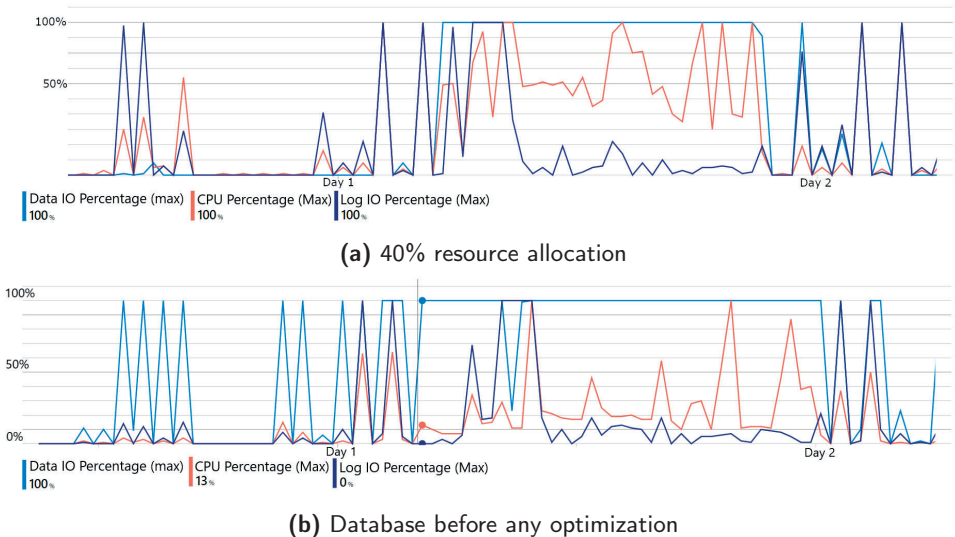 100%
50%
Day 1
Day 2
Data IO Percentage (max)
100%
CPU Percentage (Max)
100%
Log IO Percentage (Max)
100%
(a) 40% resource allocation
100%
50%
0%
Day 1
Day 2
Data IO Percentage (max)
100%
CPU Percentage (Max)
13%
Log IO Percentage (Max)
0%
(b) Database before any optimization